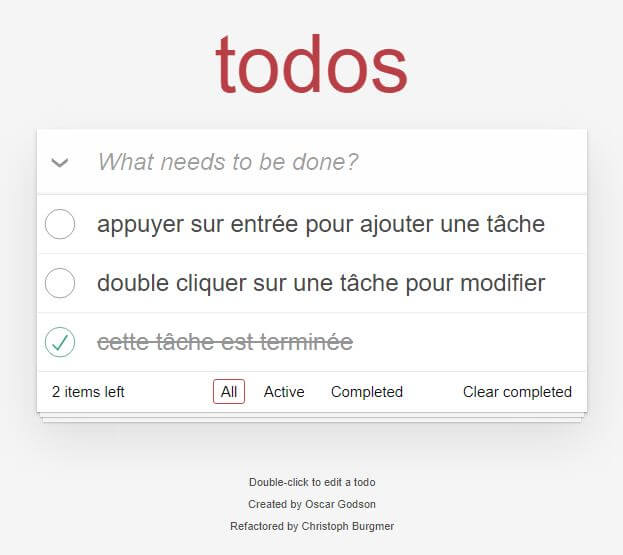 todos
What needs to be done?
appuyer sur entrée pour ajouter une tâche
double cliquer sur une tâche pour modifier
cette tâche est terminée
2 items left All Active Completed Clear completed
Double-click to edit a todo
Created by Oscar Godson
Refactored by Christoph Burgmer